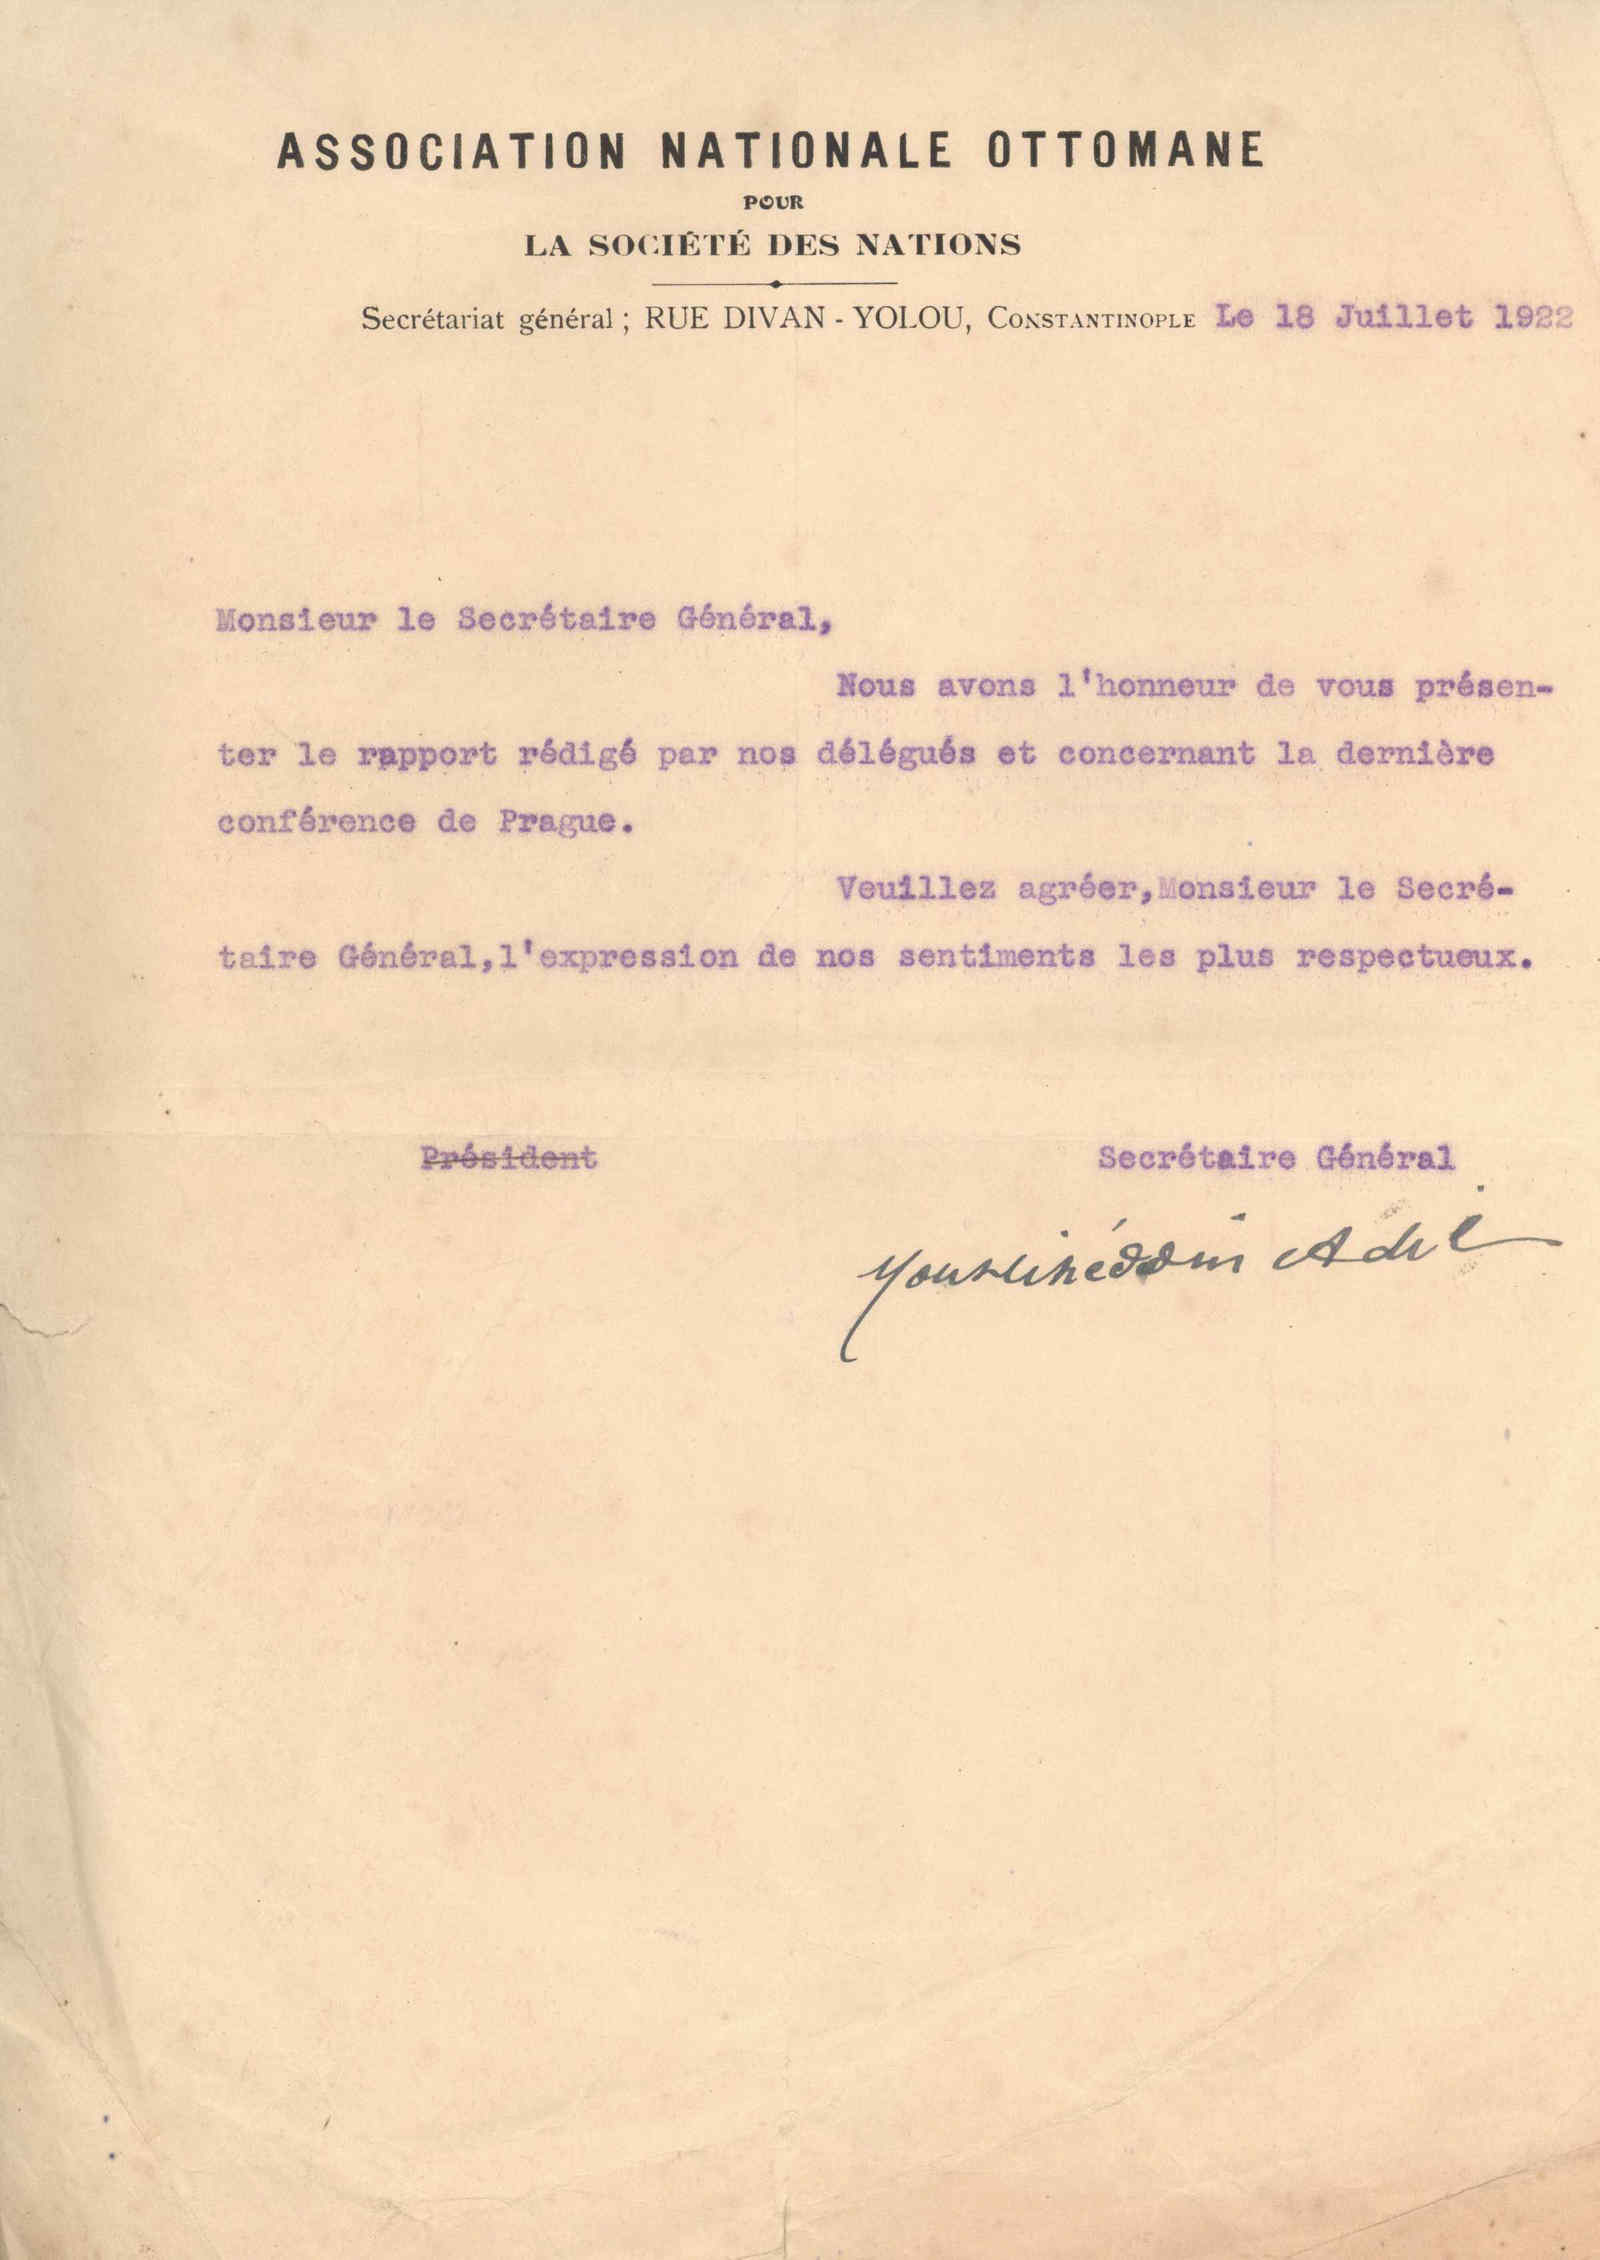 ASSOCIATION NATIONALE OTTOMANE
POUR
LA SOCIÉTÉ DES NATIONS
Secrétariat général ; RUE DIVAN - YOLOU, CONSTANTINOPLE Le 18 Juillet 1922
Monsieur le Secrétaire Général,
Nous avons l'honneur de vous présen-
ter le rapport rédigé par nos délégués et concernant la dernière
conférence de Prague.
Veuillez agréer,Monsieur le Secré-
taire Général,l'expression de nos sentiments les plus respectueux.
Président Secrétaire Général
Mouslihéddin Adil